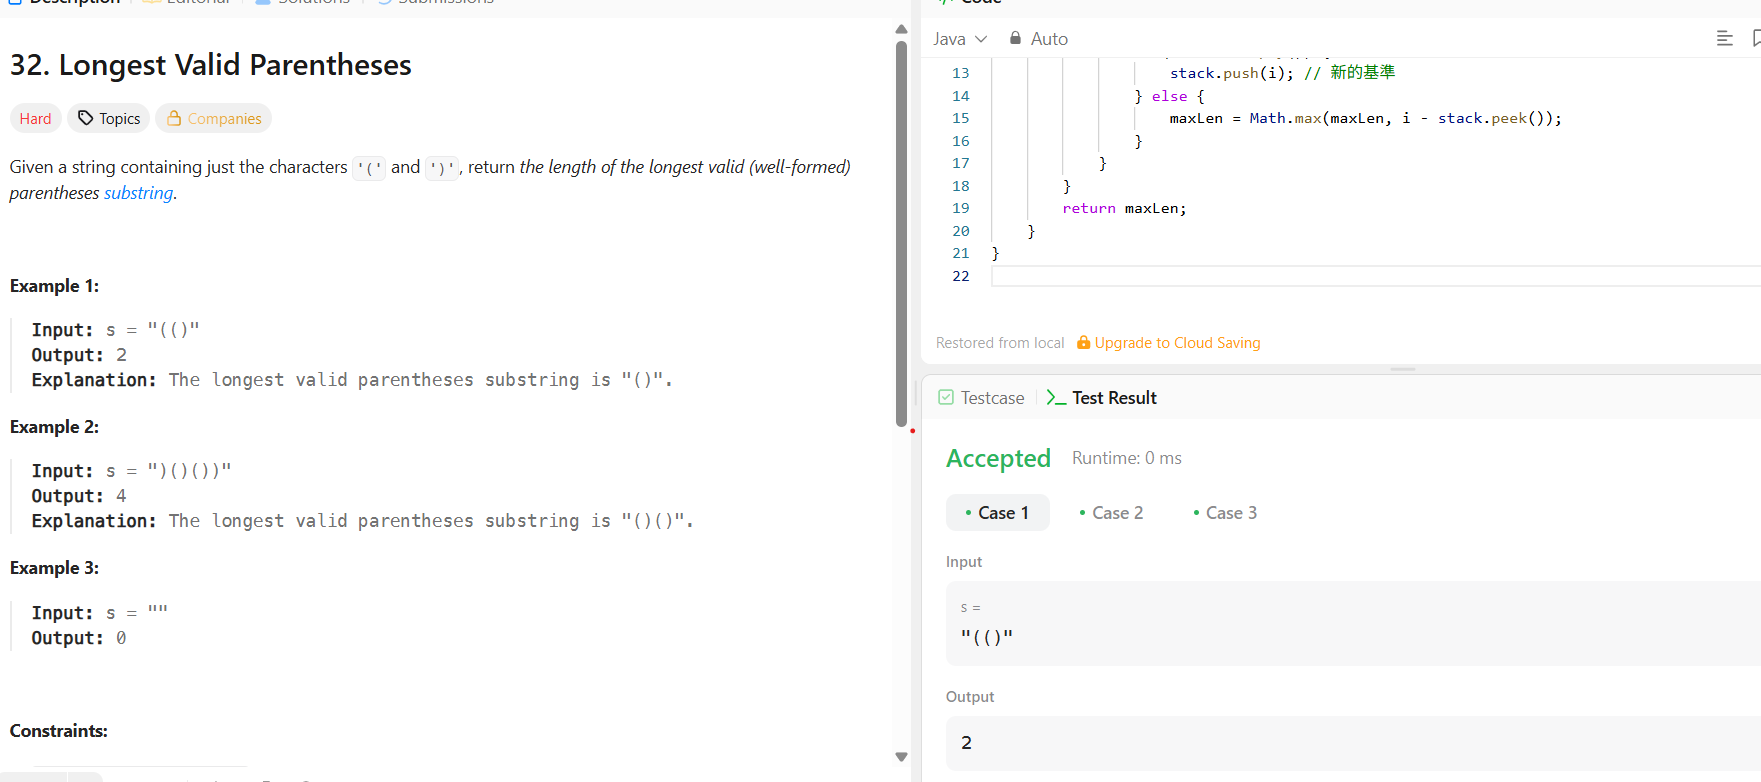 Description Editorial Solutions Submissions
32. Longest Valid Parentheses
Hard Topics Companies
Given a string containing just the characters '(' and ')', return the length of the longest valid (well-formed)
parentheses substring.
Example 1:
Input: s = "(()"
Output: 2
Explanation: The longest valid parentheses substring is "()".
Example 2:
Input: s = ")()())"
Output: 4
Explanation: The longest valid parentheses substring is "()()".
Example 3:
Input: s = ""
Output: 0
Constraints:
Code
Java Auto
13 stack.push(i); // 新的基準
14 } else {
15 maxLen = Math.max(maxLen, i - stack.peek());
16 }
17 }
18 }
19 return maxLen;
20 }
21 }
22
Restored from local Upgrade to Cloud Saving
Testcase Test Result
Accepted Runtime: 0 ms
Case 1 Case 2 Case 3
Input
s =
"(()"
Output
2